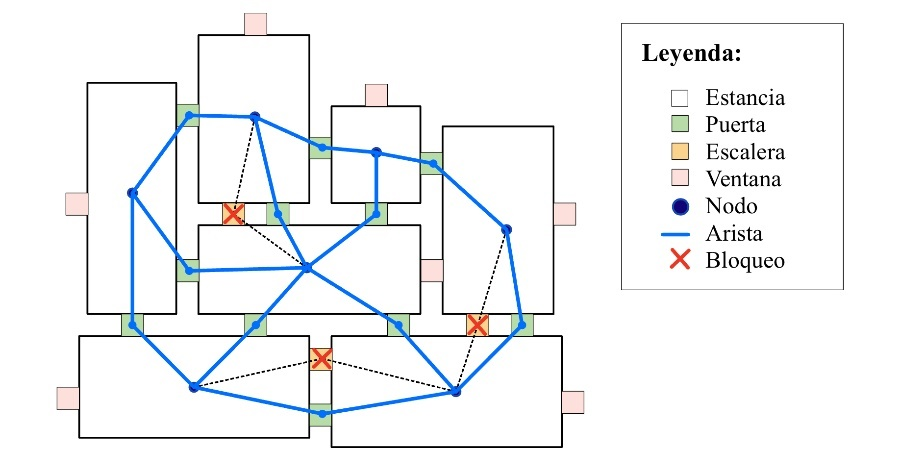 Leyenda:
Estancia
Puerta
Escalera
Ventana
Nodo
Arista
Bloqueo